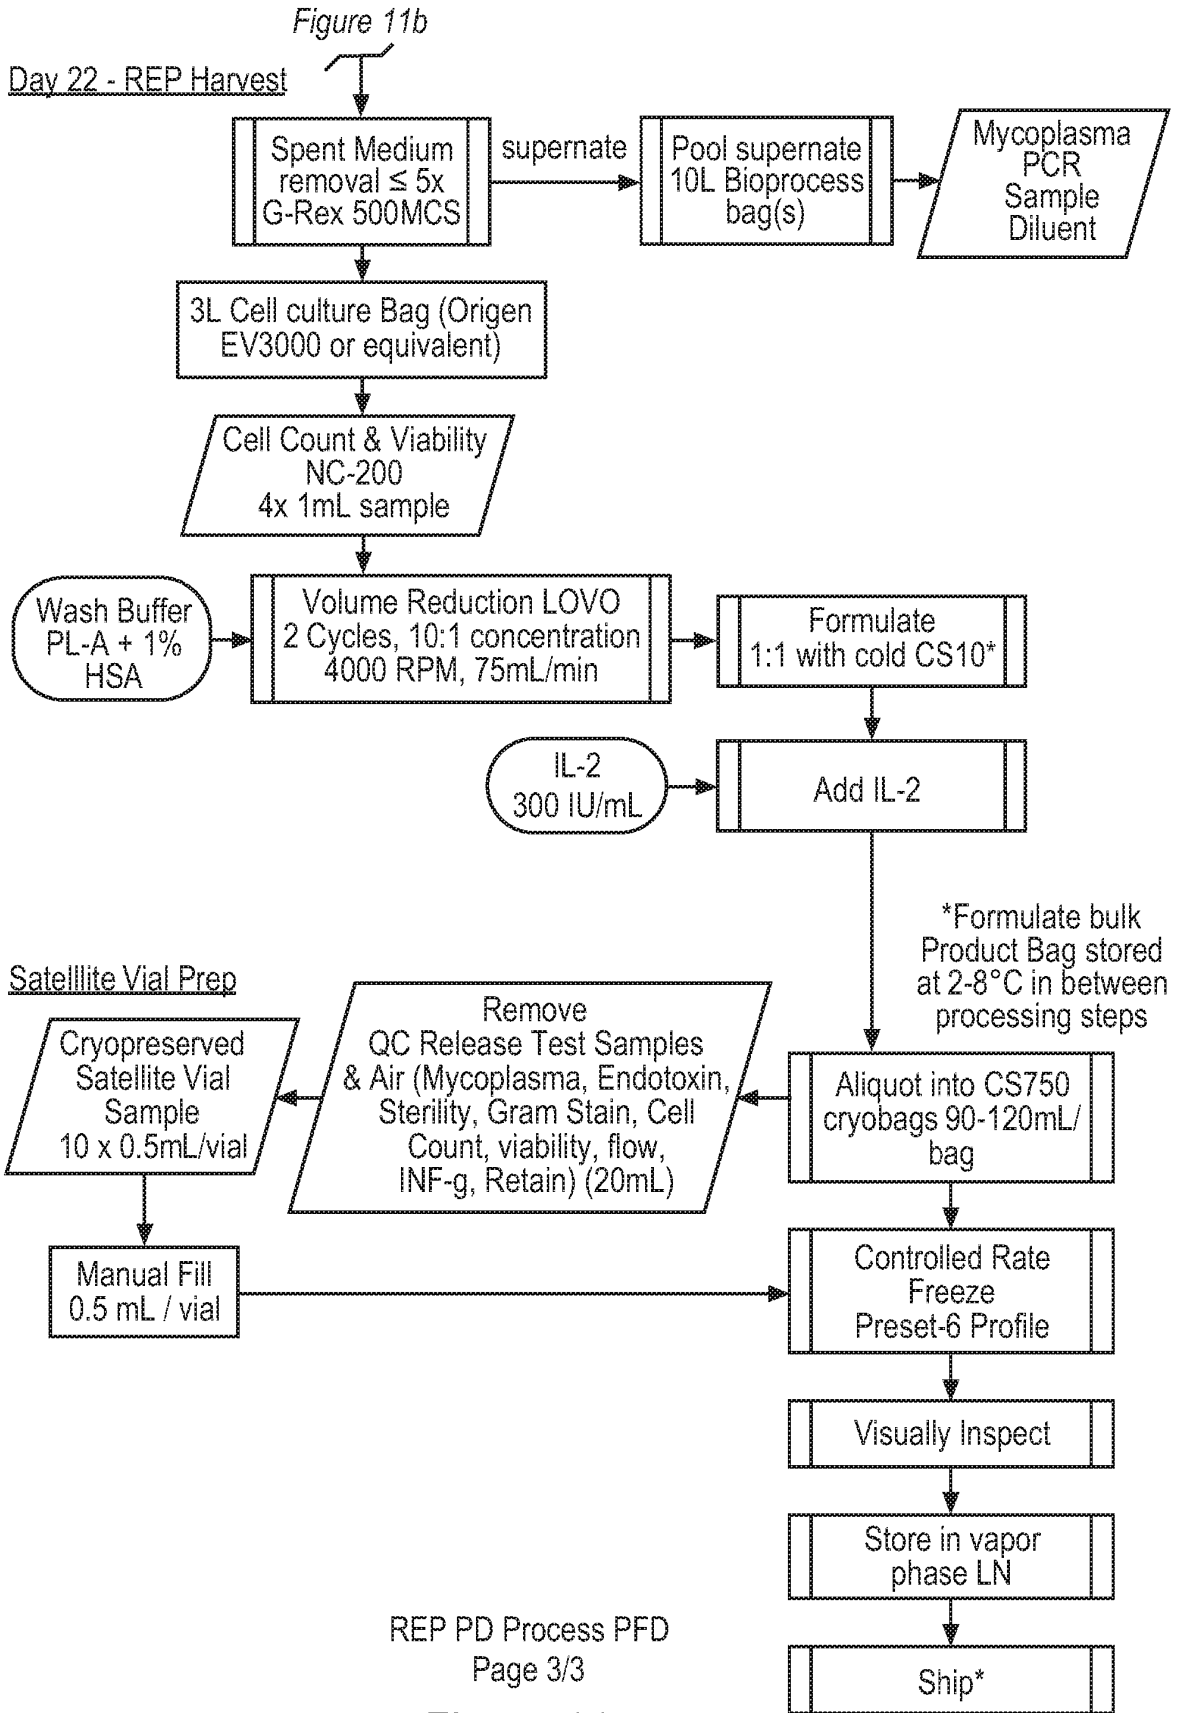 Figure 11b
Day 22 - REP Harvest
Spent Medium
removal ≤ 5x
G-Rex 500MCS
supernate
Pool supernate
10L Bioprocess
bag(s)
Mycoplasma
PCR
Sample
Diluent
3L Cell culture Bag (Origen
EV3000 or equivalent)
Cell Count & Viability
NC-200
4x 1mL sample
Wash Buffer
PL-A + 1%
HSA
Volume Reduction LOVO
2 Cycles, 10:1 concentration
4000 RPM, 75mL/min
Formulate
1:1 with cold CS10*
IL-2
300 IU/mL
Add IL-2
*Formulate bulk
Product Bag stored
at 2-8°C in between
processing steps
Satelllite Vial Prep
Cryopreserved
Satellite Vial
Sample
10 x 0.5mL/vial
Remove
QC Release Test Samples
& Air (Mycoplasma, Endotoxin,
Sterility, Gram Stain, Cell
Count, viability, flow,
INF-g, Retain) (20mL)
Aliquot into CS750
cryobags 90-120mL/
bag
Manual Fill
0.5 mL / vial
Controlled Rate
Freeze
Preset-6 Profile
Visually Inspect
Store in vapor
phase LN
Ship*
REP PD Process PFD
Page 3/3